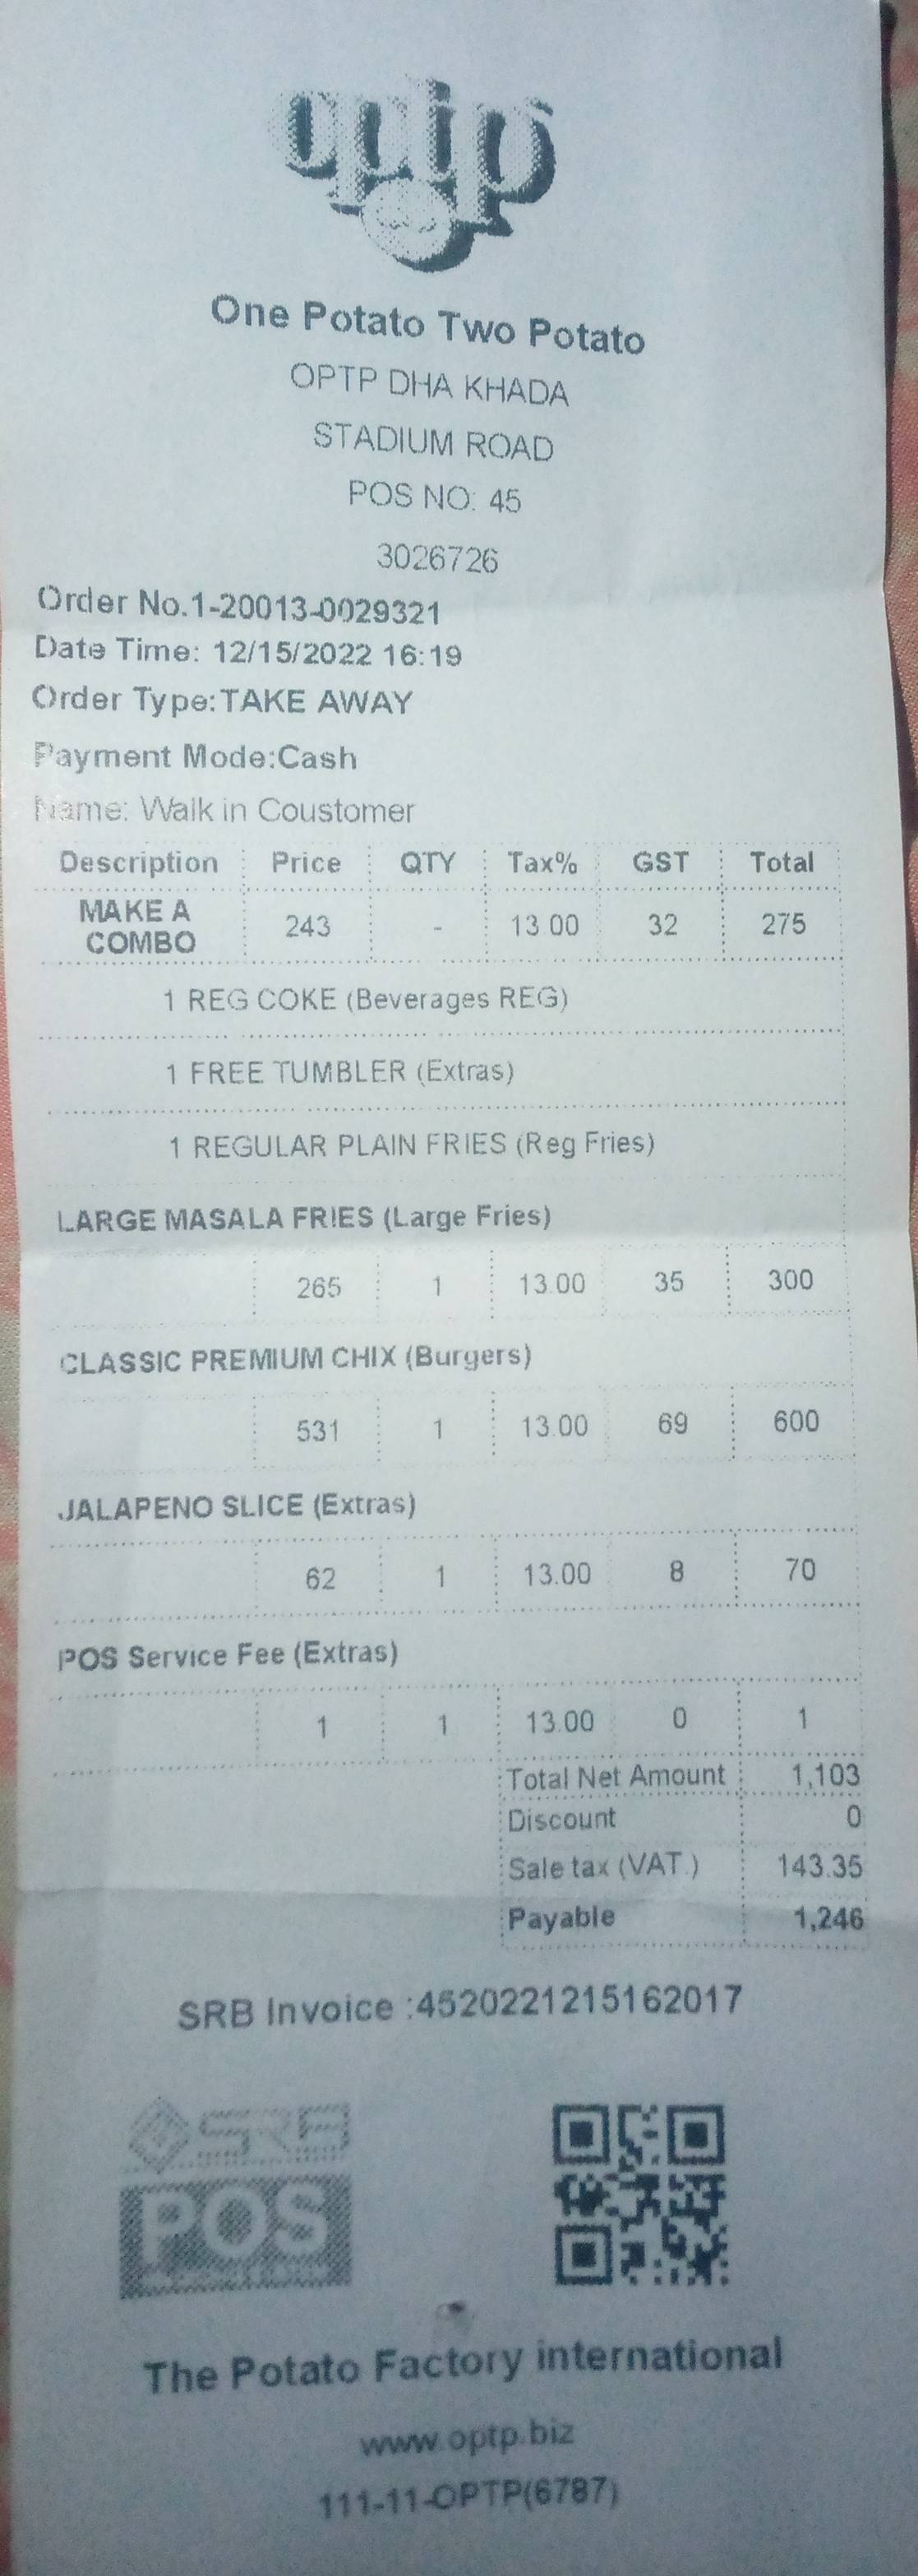 optp
One Potato Two Potato
OPTP DHA KHADA
STADIUM ROAD
POS NO: 45
3026726
Order No.1-20013-0029321
Date Time: 12/15/2022 16:19
Order Type:TAKE AWAY
Payment Mode:Cash
Name: Walk in Coustomer
Description Price QTY Tax% GST Total
MAKE A COMBO 243 - 13.00 32 275
1 REG COKE (Beverages REG)
1 FREE TUMBLER (Extras)
1 REGULAR PLAIN FRIES (Reg Fries)
LARGE MASALA FRIES (Large Fries)
265 1 13.00 35 300
CLASSIC PREMIUM CHIX (Burgers)
531 1 13.00 69 600
JALAPENO SLICE (Extras)
62 1 13.00 8 70
POS Service Fee (Extras)
1 1 13.00 0 1
Total Net Amount 1,103
Discount 0
Sale tax (VAT.) 143.35
Payable 1,246
SRB Invoice :4520221215162017
SRB
POS
The Potato Factory international
www.optp.biz
111-11-OPTP(6787)